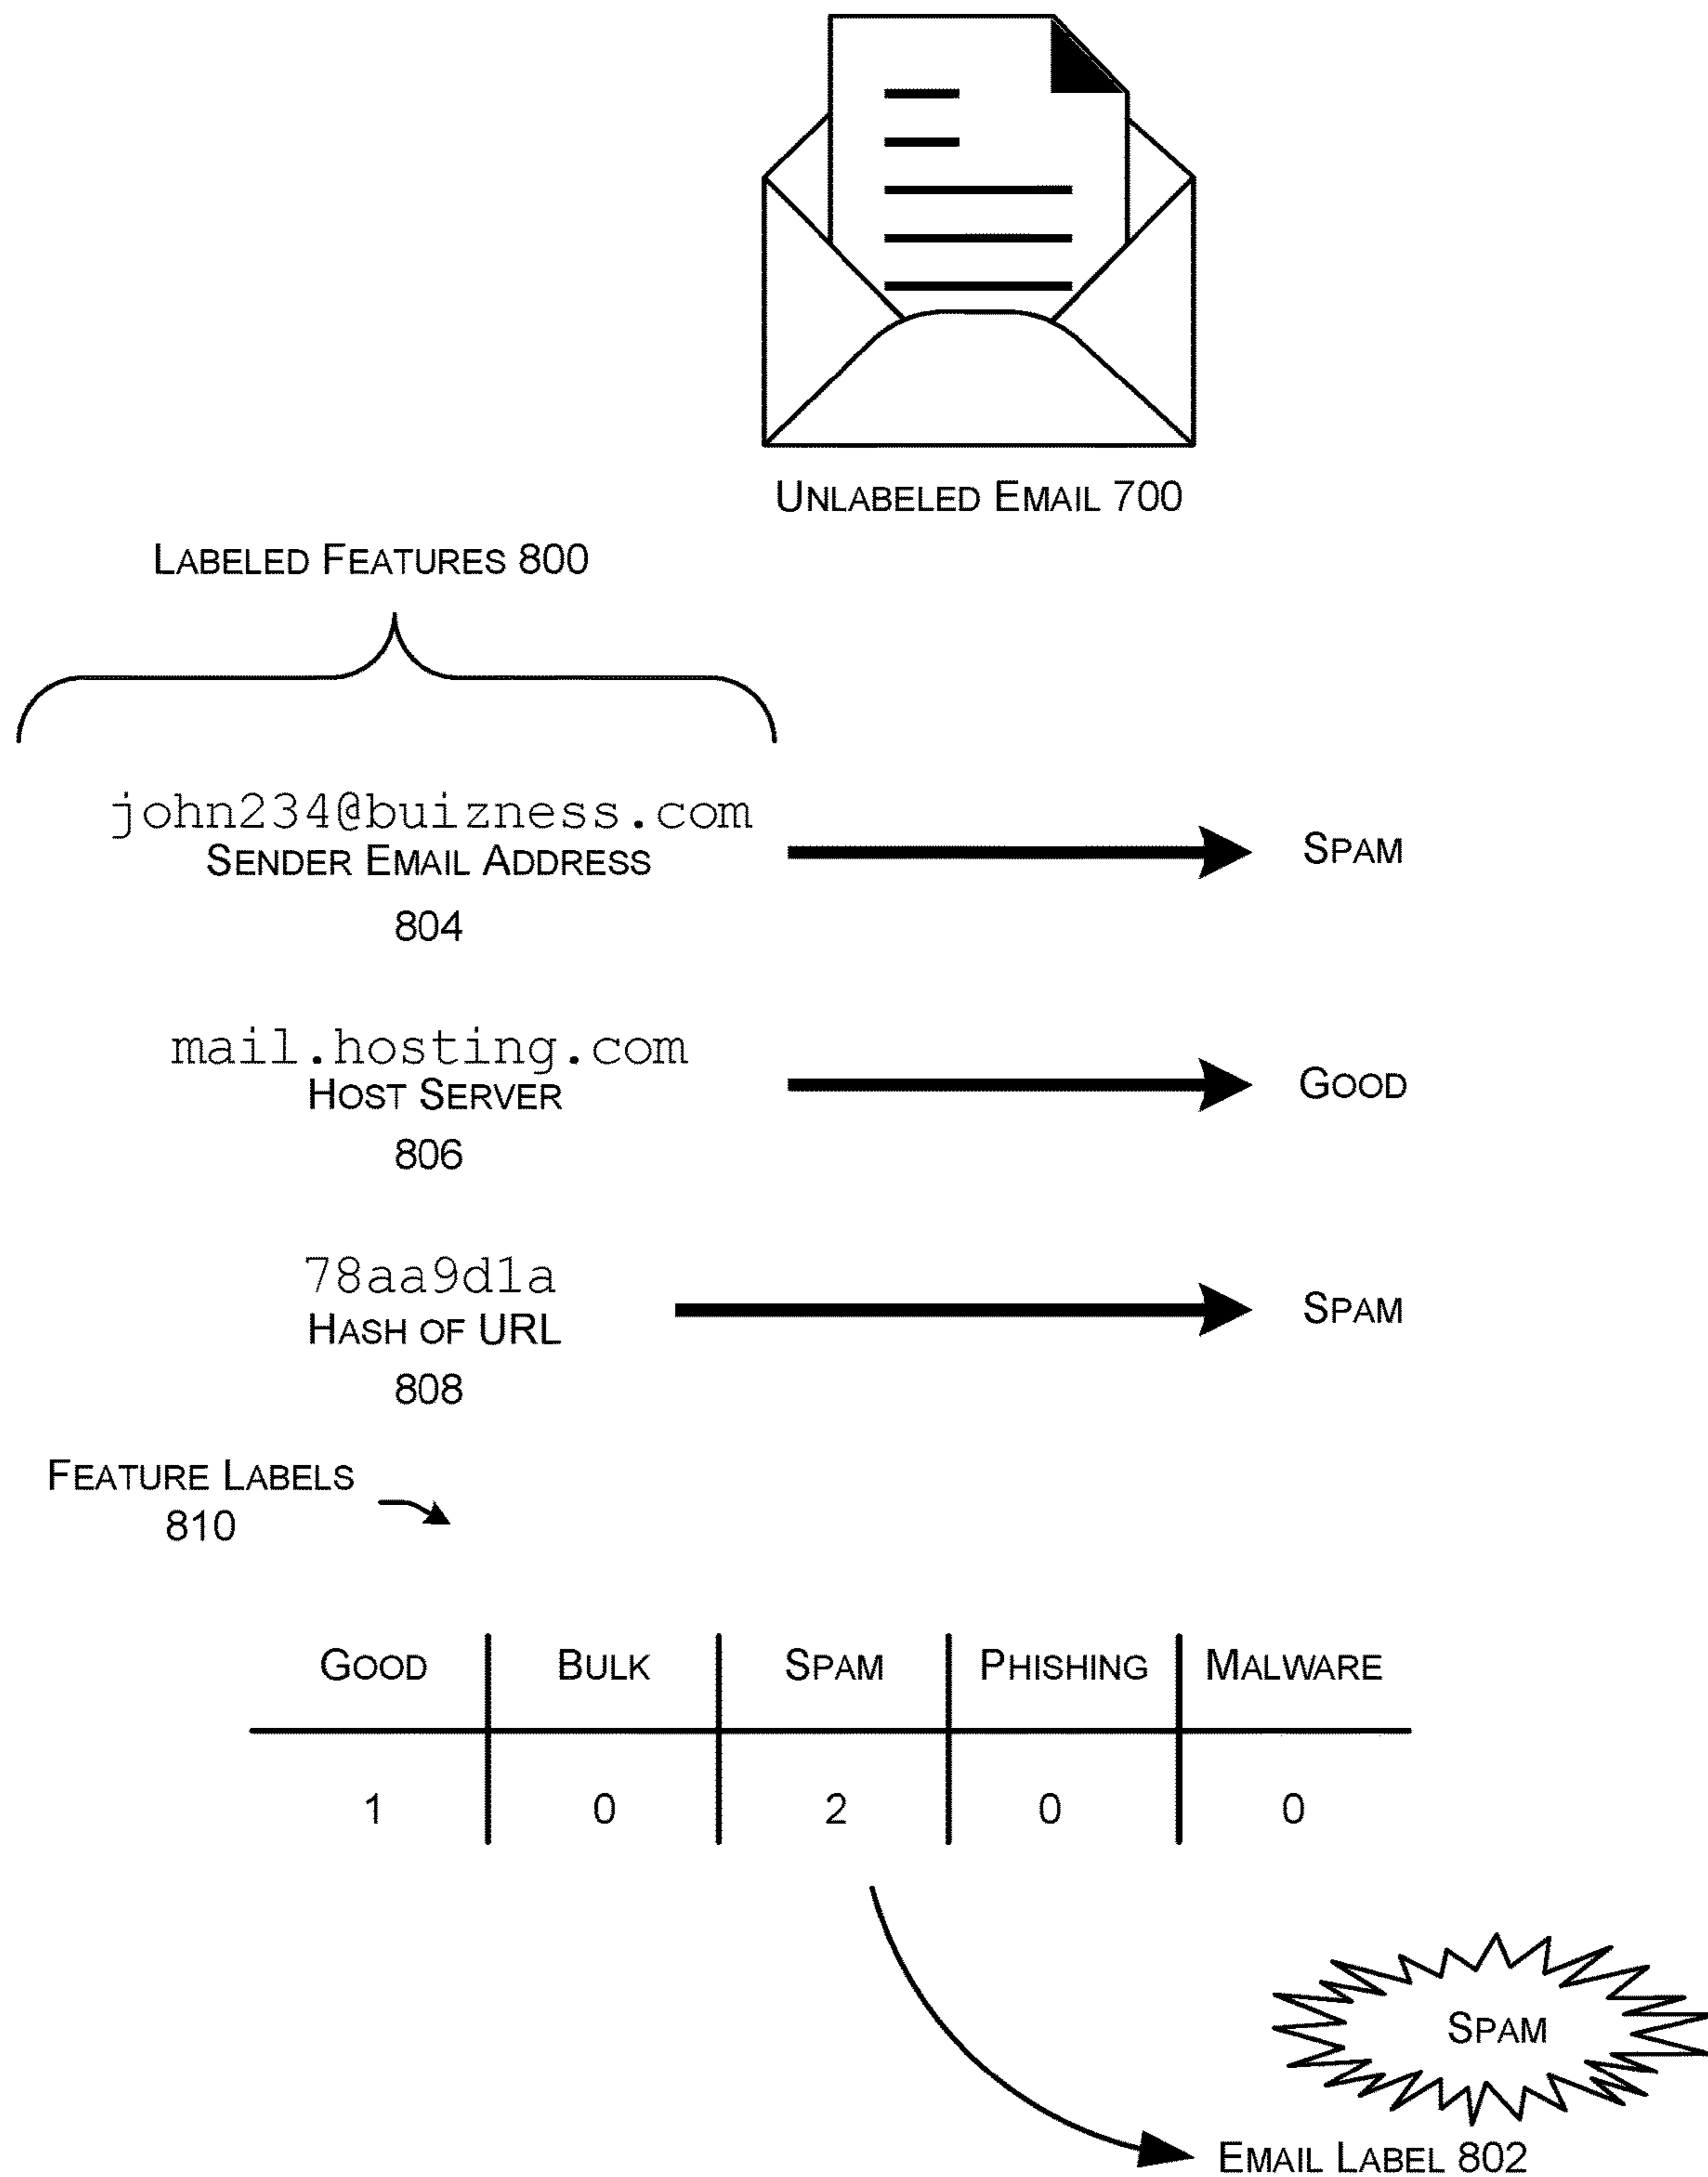 UNLABELED EMAIL 700
LABELED FEATURES 800
john234@buizness.com
SENDER EMAIL ADDRESS
804
SPAM
mail.hosting.com
HOST SERVER
806
GOOD
78aa9d1a
HASH OF URL
808
SPAM
FEATURE LABELS
810
GOOD BULK SPAM PHISHING MALWARE
1 0 2 0 0
SPAM
EMAIL LABEL 802